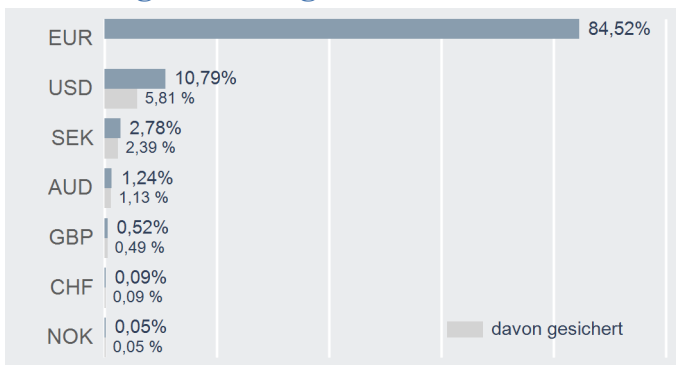 EUR 84,52%
USD 10,79%
5,81 %
SEK 2,78%
2,39 %
AUD 1,24%
1,13 %
GBP 0,52%
0,49 %
CHF 0,09%
0,09 %
NOK 0,05%
0,05 %
davon gesichert